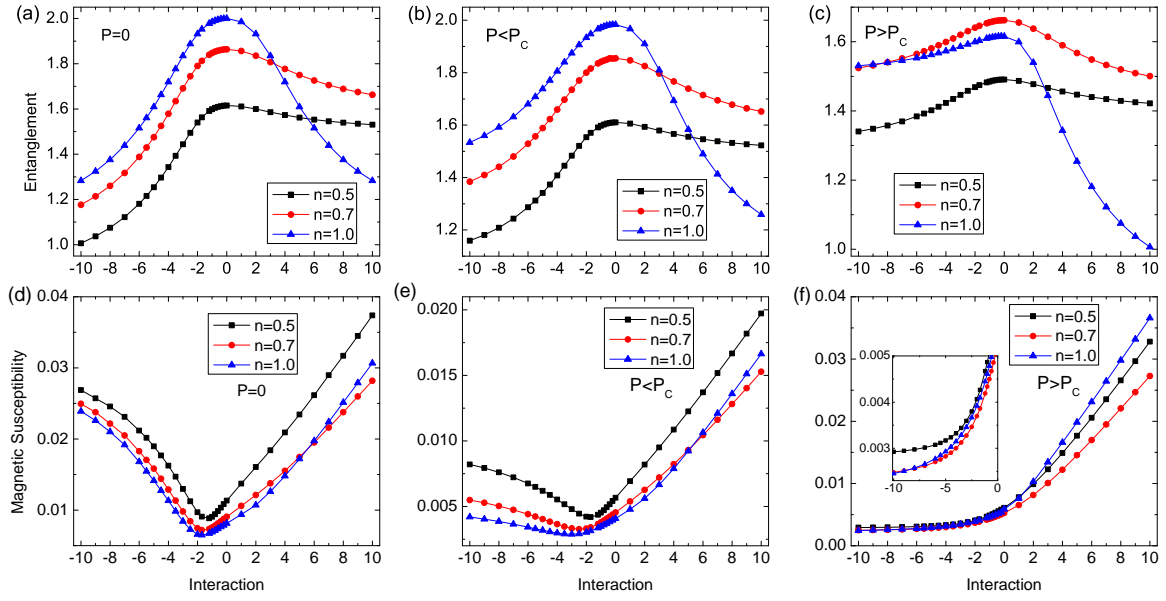 (a)
P=0
Entanglement
2.0
1.8
1.6
1.4
1.2
1.0
n=0.5
n=0.7
n=1.0
-10 -8 -6 -4 -2 0 2 4 6 8 10
(b)
P<P_C
2.0
1.8
1.6
1.4
1.2
n=0.5
n=0.7
n=1.0
-10 -8 -6 -4 -2 0 2 4 6 8 10
(c)
P>P_C
1.6
1.4
1.2
1.0
n=0.5
n=0.7
n=1.0
-10 -8 -6 -4 -2 0 2 4 6 8 10
(d)
Magnetic Susceptibility
0.04
0.03
0.02
0.01
n=0.5
n=0.7
n=1.0
P=0
-10 -8 -6 -4 -2 0 2 4 6 8 10
Interaction
(e)
0.020
0.015
0.010
0.005
n=0.5
n=0.7
n=1.0
P<P_C
-10 -8 -6 -4 -2 0 2 4 6 8 10
Interaction
(f)
0.04
0.03
0.02
0.01
0.00
n=0.5
n=0.7
n=1.0
P>P_C
0.005
0.004
0.003
0.002
-10 -5 0
-10 -8 -6 -4 -2 0 2 4 6 8 10
Interaction